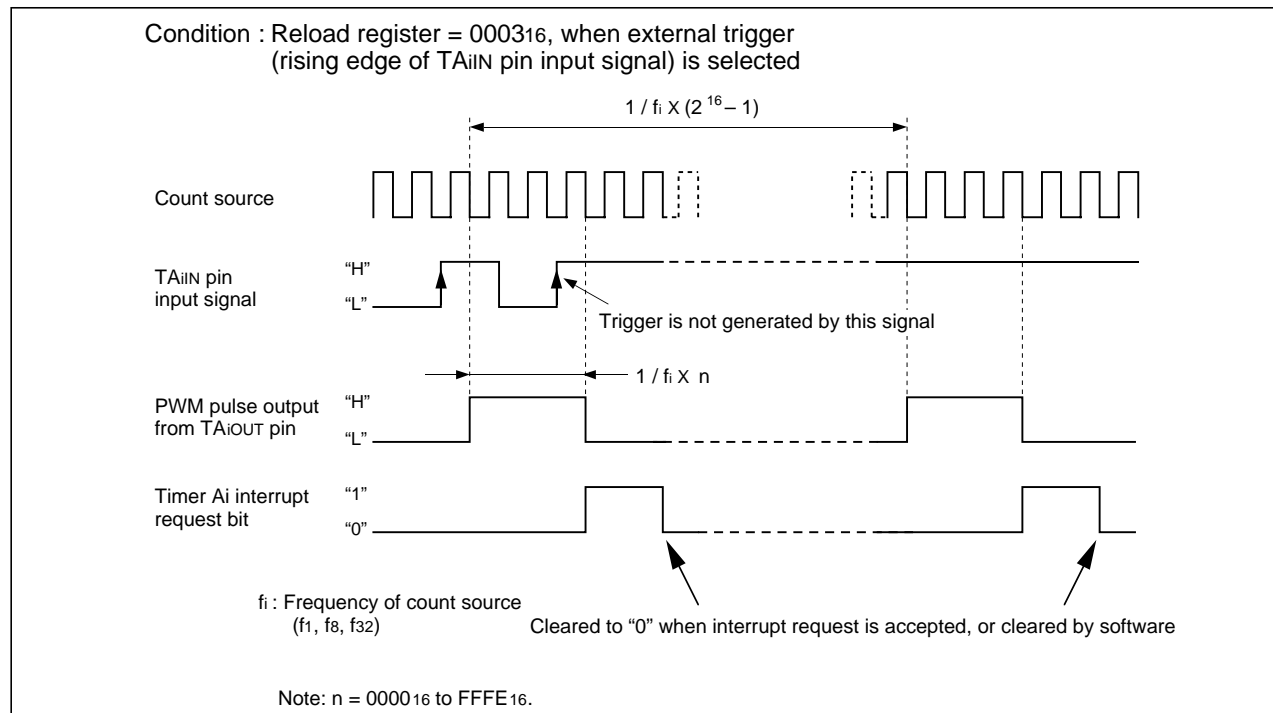 Condition : Reload register = 000316, when external trigger
(rising edge of TAiIN pin input signal) is selected
1 / fi X (2 16 – 1)
Count source
TAiIN pin
input signal
“H”
“L”
Trigger is not generated by this signal
1 / fi X n
PWM pulse output
from TAiOUT pin
“H”
“L”
Timer Ai interrupt
request bit
“1”
“0”
fi : Frequency of count source
(f1, f8, f32)
Cleared to “0” when interrupt request is accepted, or cleared by software
Note: n = 000016 to FFFE16.